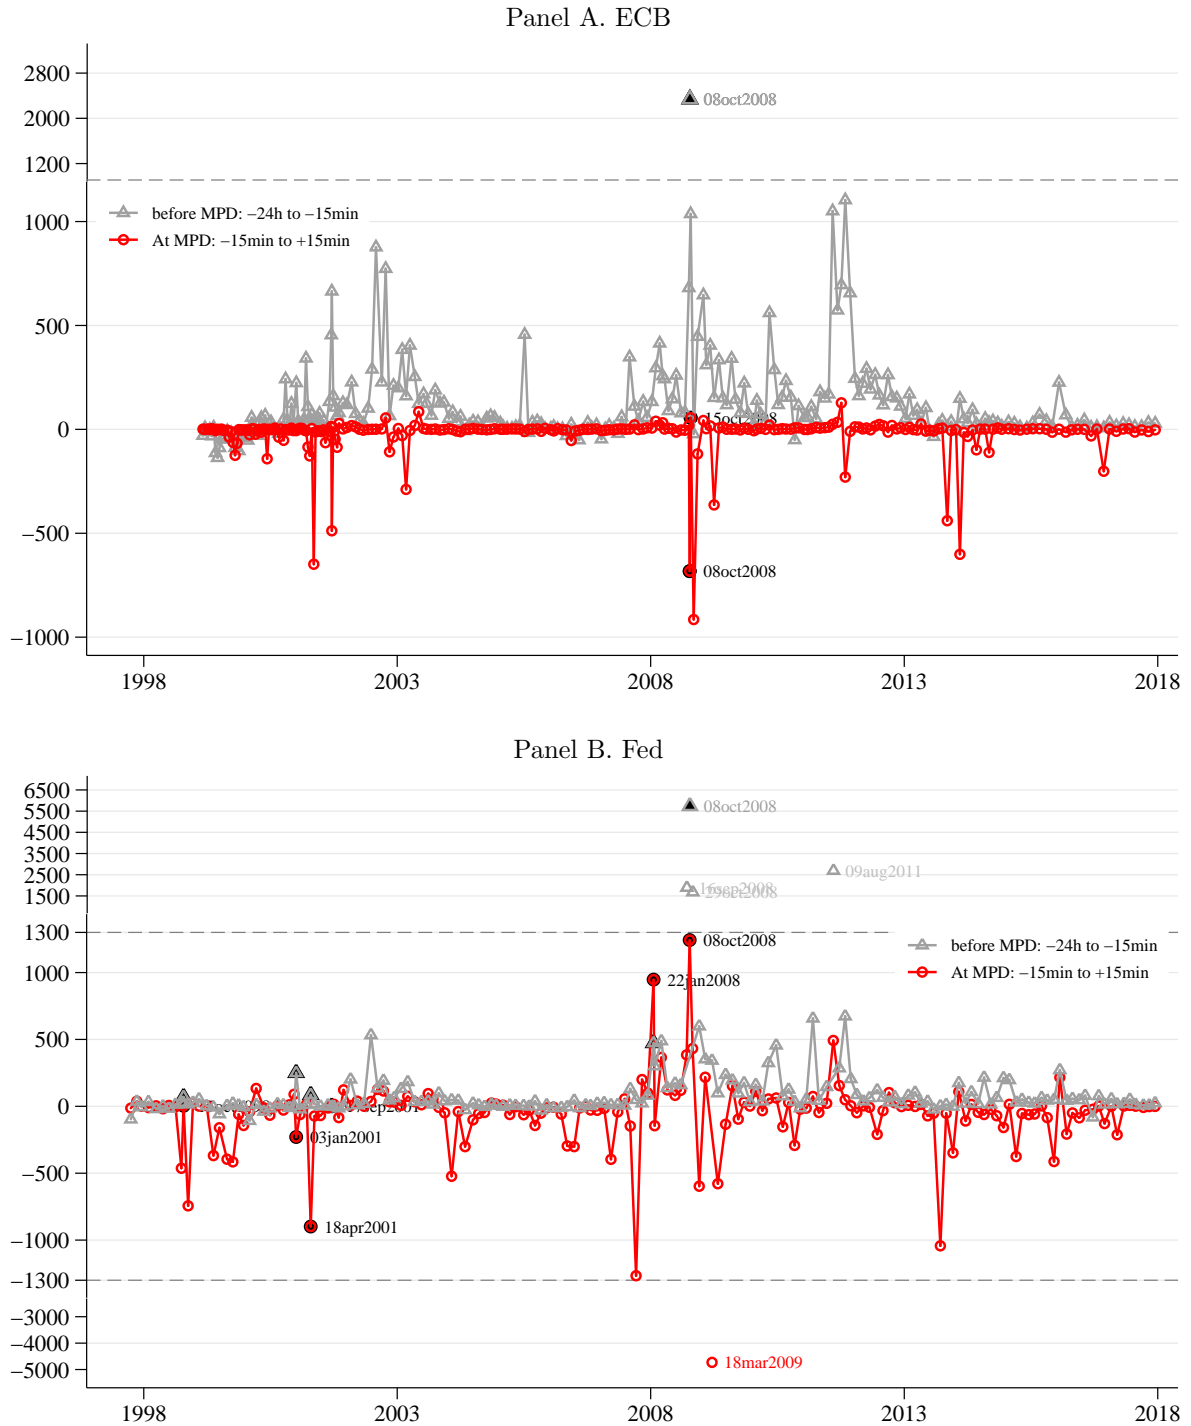 Panel A. ECB
2800
2000
1200
1000
500
0
−500
−1000
08oct2008
before MPD: −24h to −15min
At MPD: −15min to +15min
15oct2008
08oct2008
1998 2003 2008 2013 2018
Panel B. Fed
6500
5500
4500
3500
2500
1500
1300
1000
500
0
−500
−1000
−1300
−3000
−4000
−5000
08oct2008
09aug2011
16sep2008
29oct2008
08oct2008
before MPD: −24h to −15min
At MPD: −15min to +15min
22jan2008
03jan2001
18apr2001
18mar2009
1998 2003 2008 2013 2018